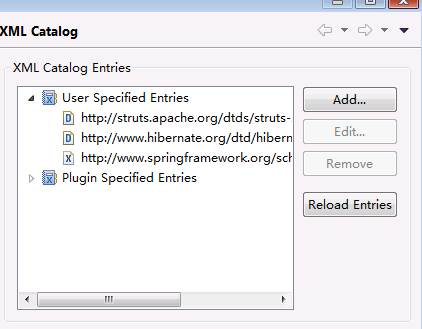 XML Catalog
XML Catalog Entries
User Specified Entries
http://struts.apache.org/dtds/struts-
http://www.hibernate.org/dtd/hibern
http://www.springframework.org/sch
Plugin Specified Entries
Add...
Edit...
Remove
Reload Entries